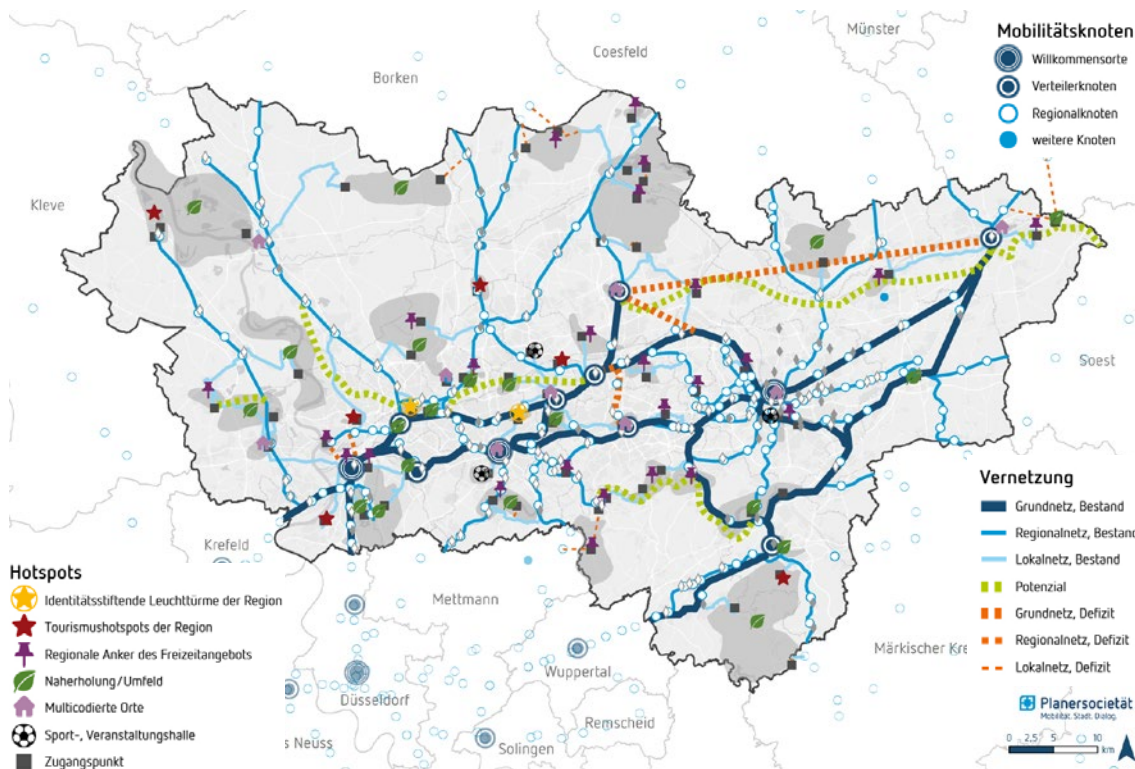 Münster
Coesfeld
Borken
Kleve
Mobilitätsknoten
Willkommensorte
Verteilerknoten
Regionalknoten
weitere Knoten
Soest
Krefeld
Mettmann
Düsseldorf
s Neuss
Wuppertal
Remscheid
Solingen
Märkischer Kre
Vernetzung
Grundnetz, Bestand
Regionalnetz, Bestand
Lokalnetz, Bestand
Potenzial
Grundnetz, Defizit
Regionalnetz, Defizit
Lokalnetz, Defizit
Hotspots
Identitätsstiftende Leuchttürme der Region
Tourismushotspots der Region
Regionale Anker des Freizeitangebots
Naherholung/Umfeld
Multicodierte Orte
Sport-, Veranstaltungshalle
Zugangspunkt
Planersocietät
Mobilität. Stadt. Dialog.
0 2,5 5 10
km